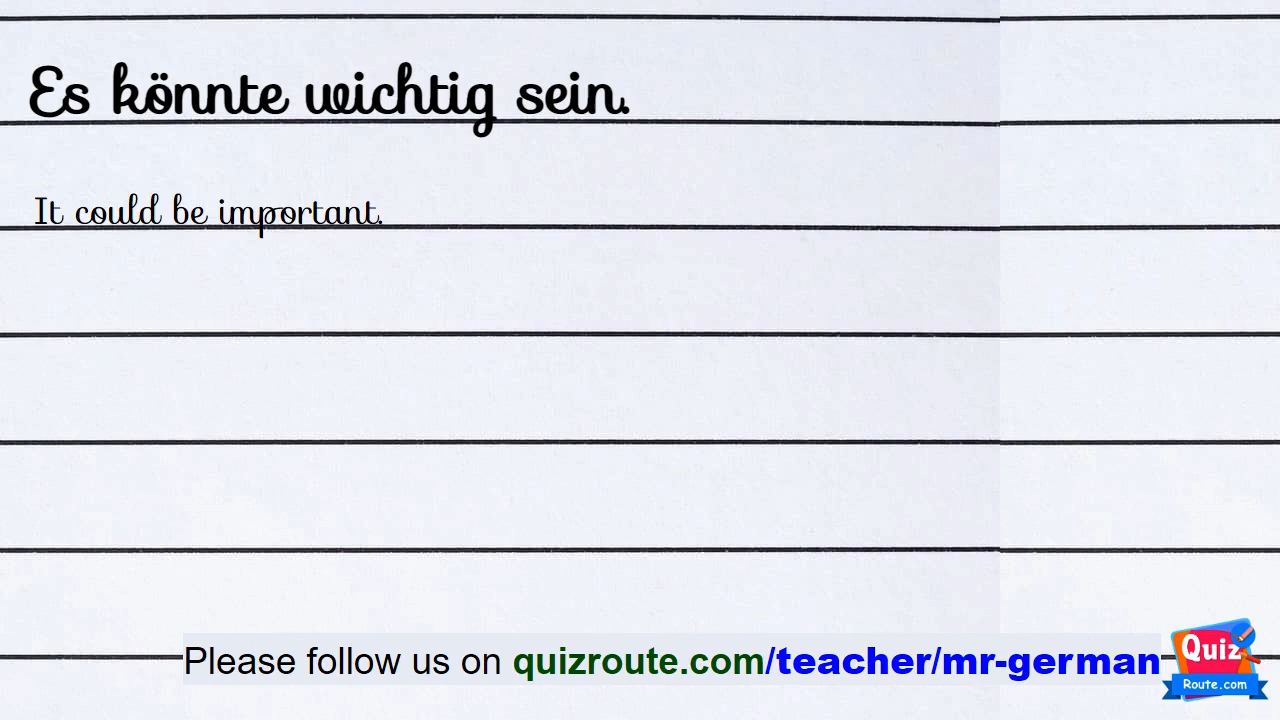 Es könnte wichtig sein.
It could be important.
Please follow us on quizroute.com/teacher/mr-german
Quiz
Route.com